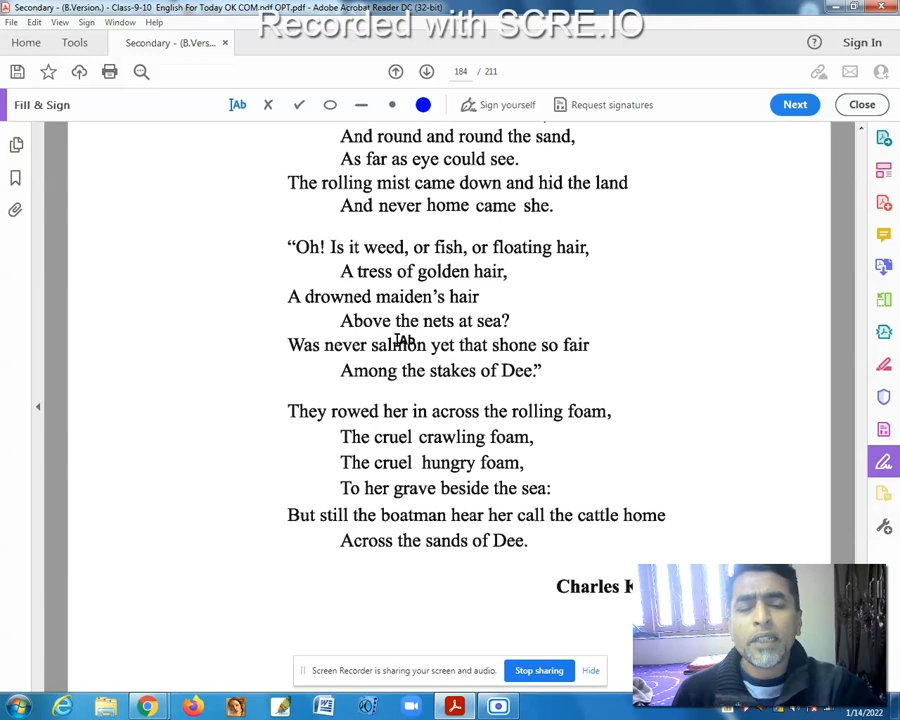 Secondary - (B.Version.) - Class-9-10 English For Today OK COM.pdf OPT.pdf - Adobe Acrobat Reader DC (32-bit)
Recorded with SCRE.IO
File Edit View Sign Window Help
Home Tools Secondary - (B.Vers... × Sign In
184 / 211
Fill & Sign Ab Sign yourself Request signatures Next Close
And round and round the sand,
As far as eye could see.
The rolling mist came down and hid the land
And never home came she.
“Oh! Is it weed, or fish, or floating hair,
A tress of golden hair,
A drowned maiden’s hair
Above the nets at sea?
Was never salmon yet that shone so fair
Among the stakes of Dee.”
They rowed her in across the rolling foam,
The cruel crawling foam,
The cruel hungry foam,
To her grave beside the sea:
But still the boatman hear her call the cattle home
Across the sands of Dee.
Charles K
Screen Recorder is sharing your screen and audio. Stop sharing Hide
1/14/2022